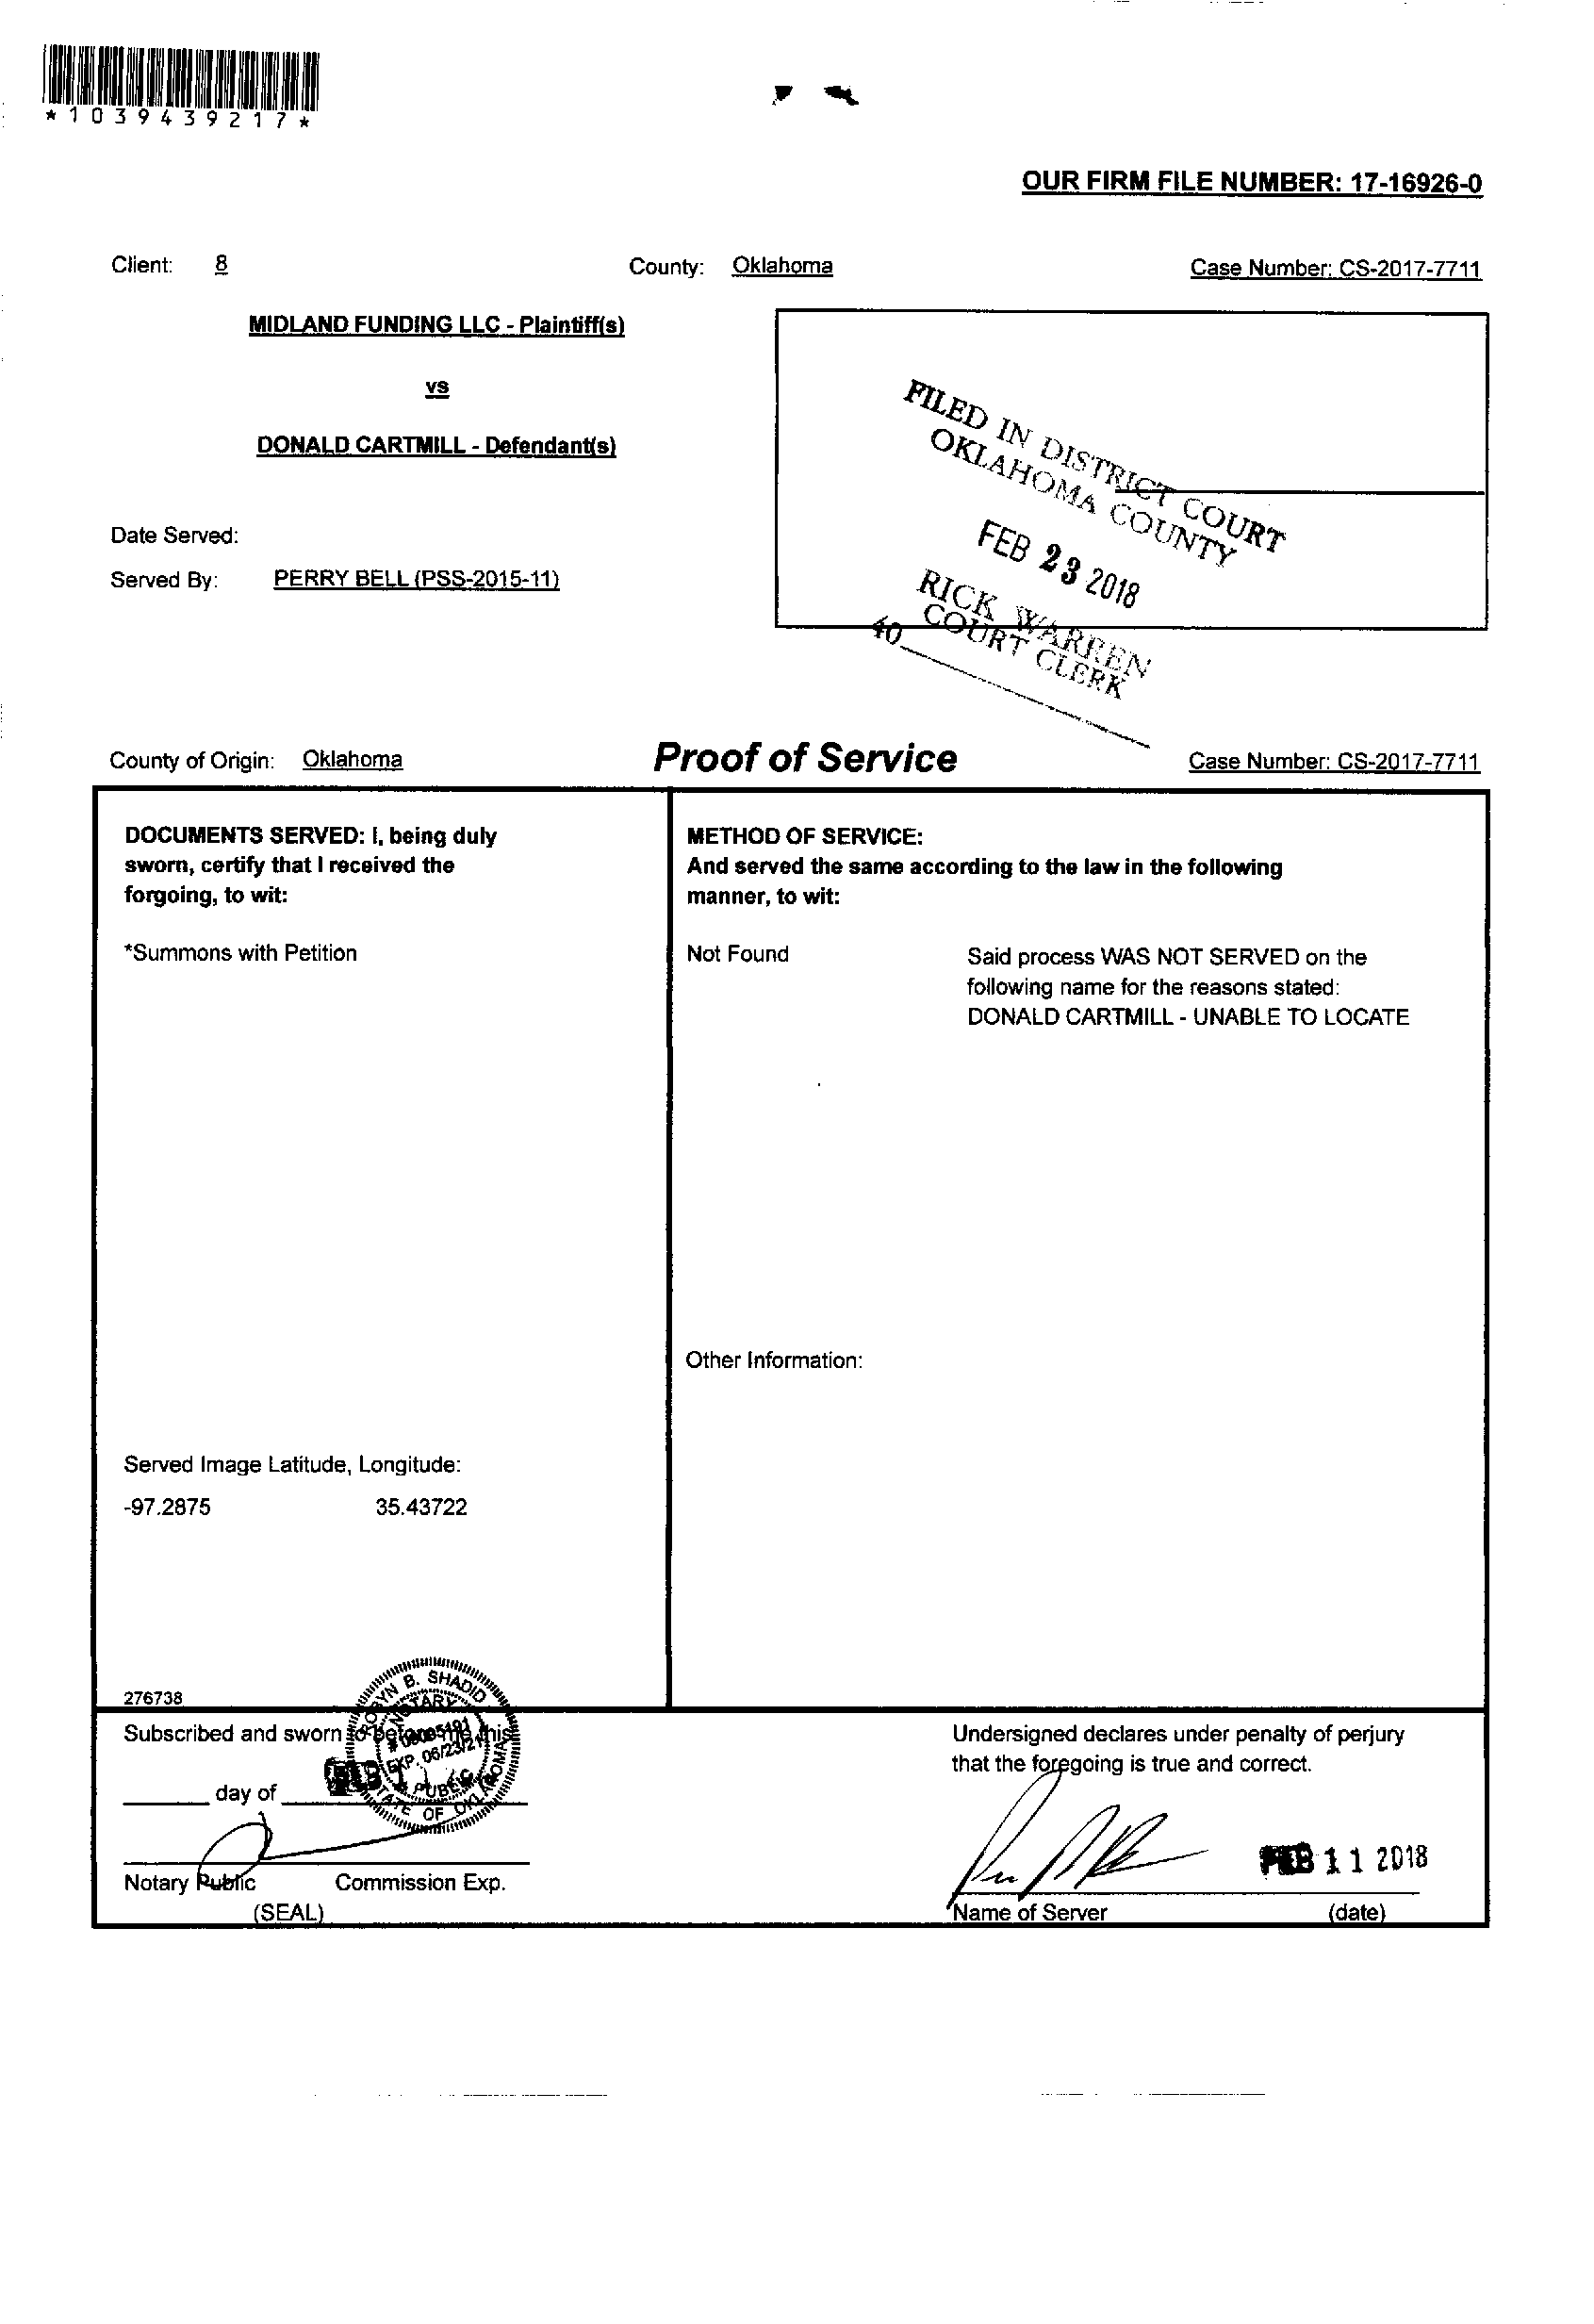 *1039439217*
OUR FIRM FILE NUMBER: 17-16926-0
Client: 8 County: Oklahoma Case Number: CS-2017-7711
MIDLAND FUNDING LLC - Plaintiff(s)
vs
DONALD CARTMILL - Defendant(s)
FILED IN DISTRICT COURT
OKLAHOMA COUNTY
FEB 23 2018
RICK WARREN
COURT CLERK
40
Date Served:
Served By: PERRY BELL (PSS-2015-11)
County of Origin: Oklahoma Proof of Service Case Number: CS-2017-7711
DOCUMENTS SERVED: I, being duly
sworn, certify that I received the
forgoing, to wit:
*Summons with Petition
METHOD OF SERVICE:
And served the same according to the law in the following
manner, to wit:
Not Found Said process WAS NOT SERVED on the
following name for the reasons stated:
DONALD CARTMILL - UNABLE TO LOCATE
Other Information:
Served Image Latitude, Longitude:
-97.2875 35.43722
276738
Subscribed and sworn to before me this
day of
ROBYN B. SHADID
NOTARY
EXP. 06/23/21
PUBLIC
STATE OF OKLAHOMA
Notary Public Commission Exp.
(SEAL)
Undersigned declares under penalty of perjury
that the foregoing is true and correct.
FEB 11 2018
Name of Server (date)